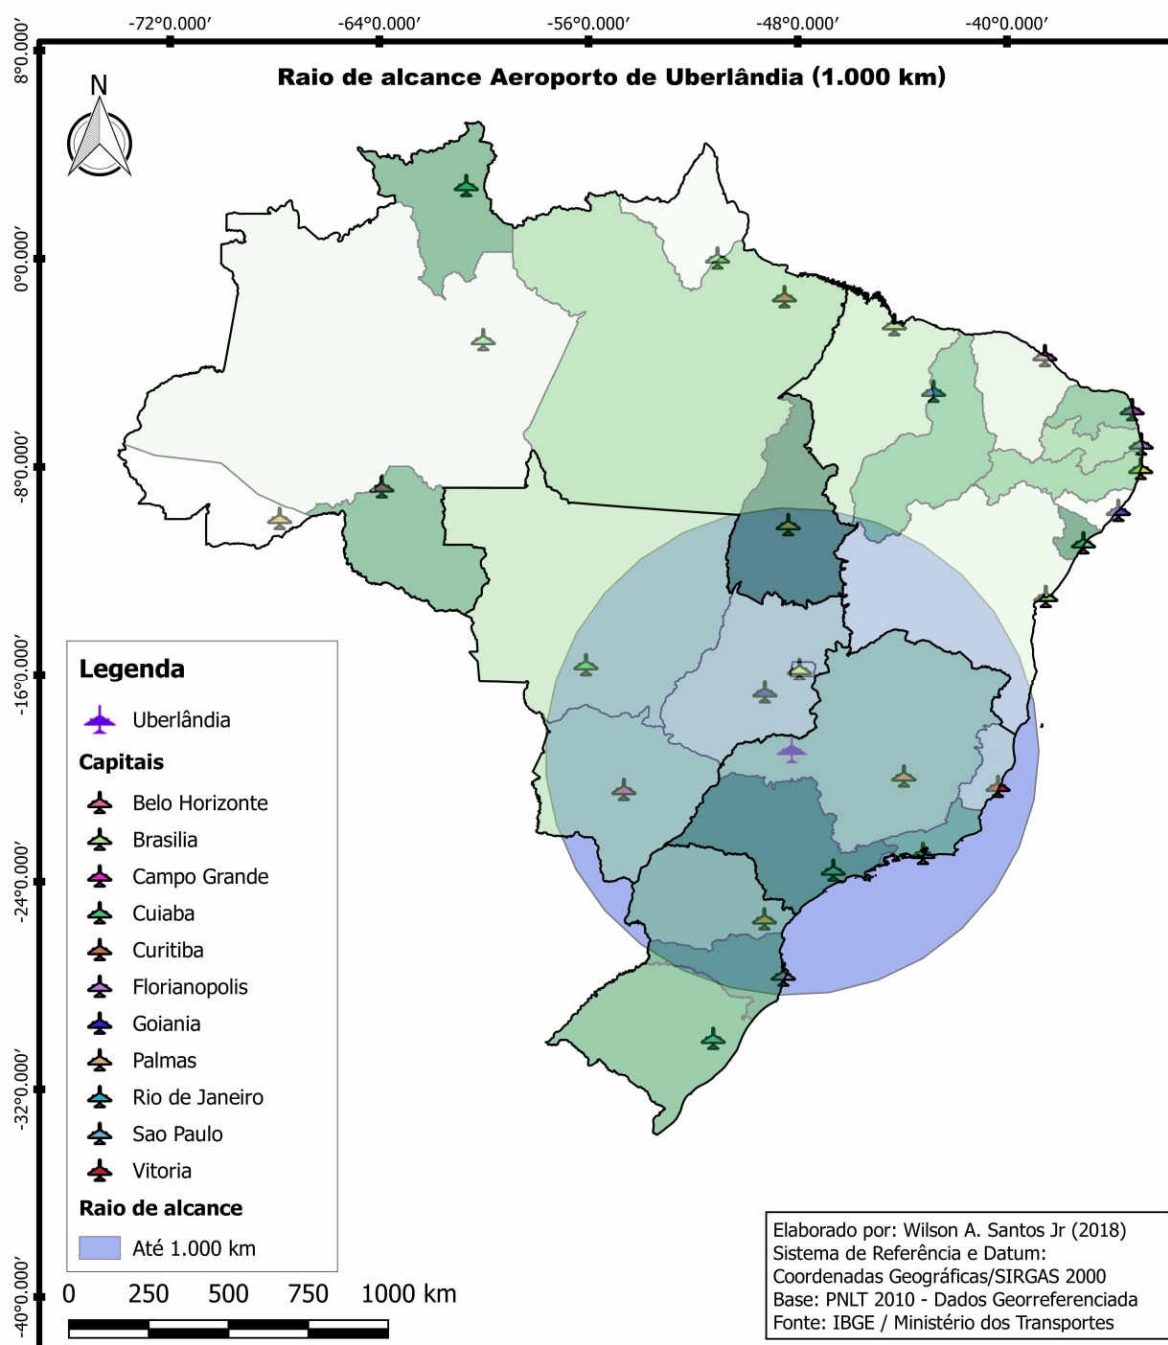 -72°0.000′ -64°0.000′ -56°0.000′ -48°0.000′ -40°0.000′
Raio de alcance Aeroporto de Uberlândia (1.000 km)
N
8°0.000′
0°0.000′
-8°0.000′
-16°0.000′
-24°0.000′
-32°0.000′
-40°0.000′
Legenda
Uberlândia
Capitais
Belo Horizonte
Brasilia
Campo Grande
Cuiaba
Curitiba
Florianopolis
Goiania
Palmas
Rio de Janeiro
Sao Paulo
Vitoria
Raio de alcance
Até 1.000 km
0 250 500 750 1000 km
Elaborado por: Wilson A. Santos Jr (2018)
Sistema de Referência e Datum:
Coordenadas Geográficas/SIRGAS 2000
Base: PNLT 2010 - Dados Georreferenciada
Fonte: IBGE / Ministério dos Transportes